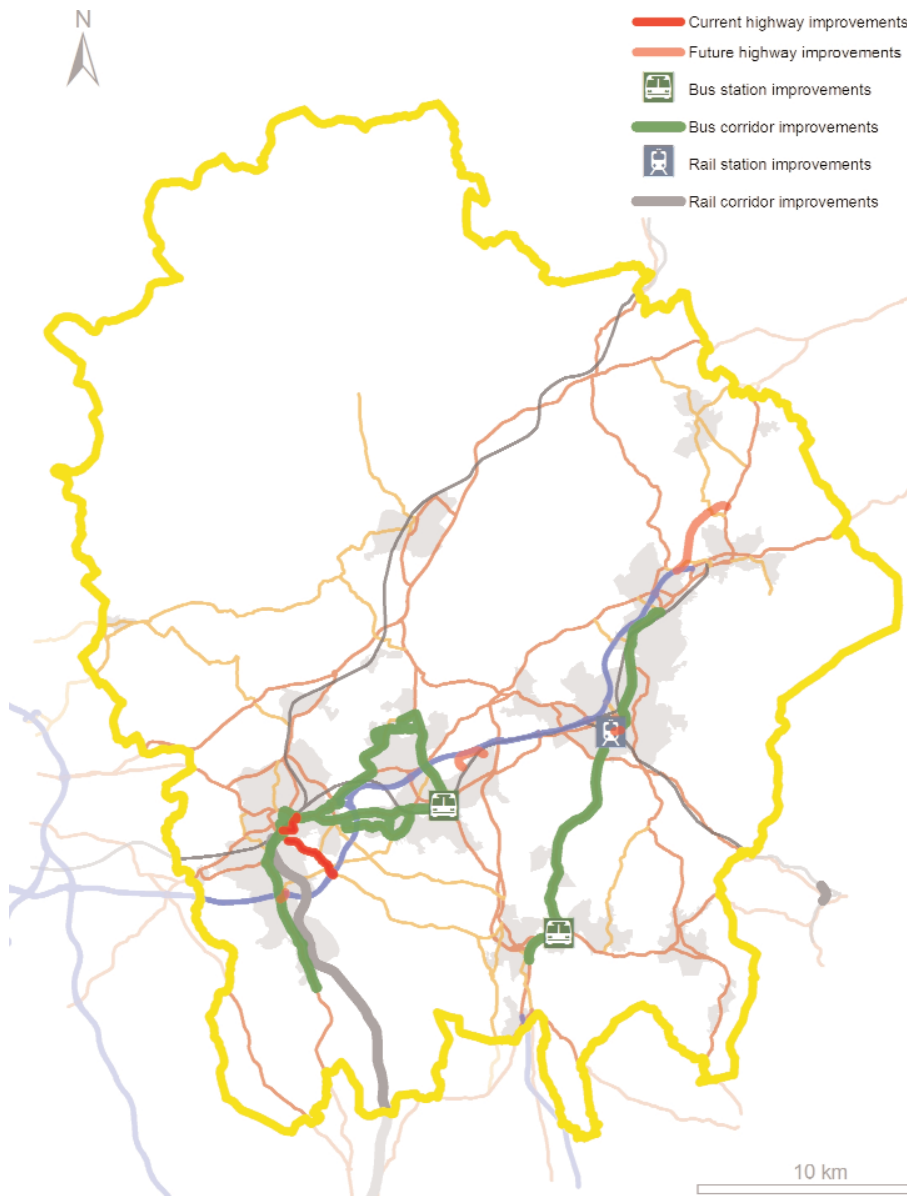 N
Current highway improvements
Future highway improvements
Bus station improvements
Bus corridor improvements
Rail station improvements
Rail corridor improvements
10 km